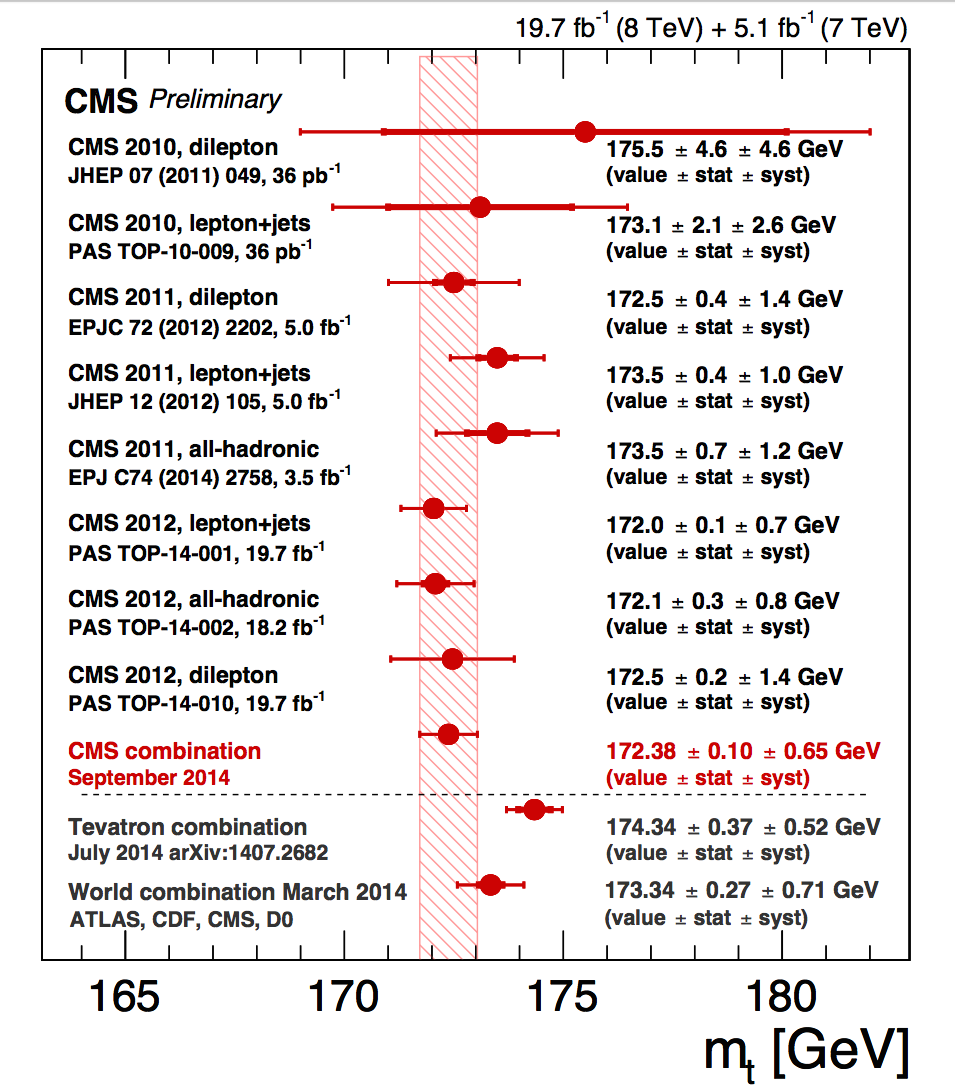 19.7 fb⁻¹ (8 TeV) + 5.1 fb⁻¹ (7 TeV)
CMS Preliminary
CMS 2010, dilepton 175.5 ± 4.6 ± 4.6 GeV
JHEP 07 (2011) 049, 36 pb⁻¹ (value ± stat ± syst)
CMS 2010, lepton+jets 173.1 ± 2.1 ± 2.6 GeV
PAS TOP-10-009, 36 pb⁻¹ (value ± stat ± syst)
CMS 2011, dilepton 172.5 ± 0.4 ± 1.4 GeV
EPJC 72 (2012) 2202, 5.0 fb⁻¹ (value ± stat ± syst)
CMS 2011, lepton+jets 173.5 ± 0.4 ± 1.0 GeV
JHEP 12 (2012) 105, 5.0 fb⁻¹ (value ± stat ± syst)
CMS 2011, all-hadronic 173.5 ± 0.7 ± 1.2 GeV
EPJ C74 (2014) 2758, 3.5 fb⁻¹ (value ± stat ± syst)
CMS 2012, lepton+jets 172.0 ± 0.1 ± 0.7 GeV
PAS TOP-14-001, 19.7 fb⁻¹ (value ± stat ± syst)
CMS 2012, all-hadronic 172.1 ± 0.3 ± 0.8 GeV
PAS TOP-14-002, 18.2 fb⁻¹ (value ± stat ± syst)
CMS 2012, dilepton 172.5 ± 0.2 ± 1.4 GeV
PAS TOP-14-010, 19.7 fb⁻¹ (value ± stat ± syst)
CMS combination 172.38 ± 0.10 ± 0.65 GeV
September 2014 (value ± stat ± syst)
Tevatron combination 174.34 ± 0.37 ± 0.52 GeV
July 2014 arXiv:1407.2682 (value ± stat ± syst)
World combination March 2014 173.34 ± 0.27 ± 0.71 GeV
ATLAS, CDF, CMS, D0 (value ± stat ± syst)
165 170 175 180
mₜ [GeV]